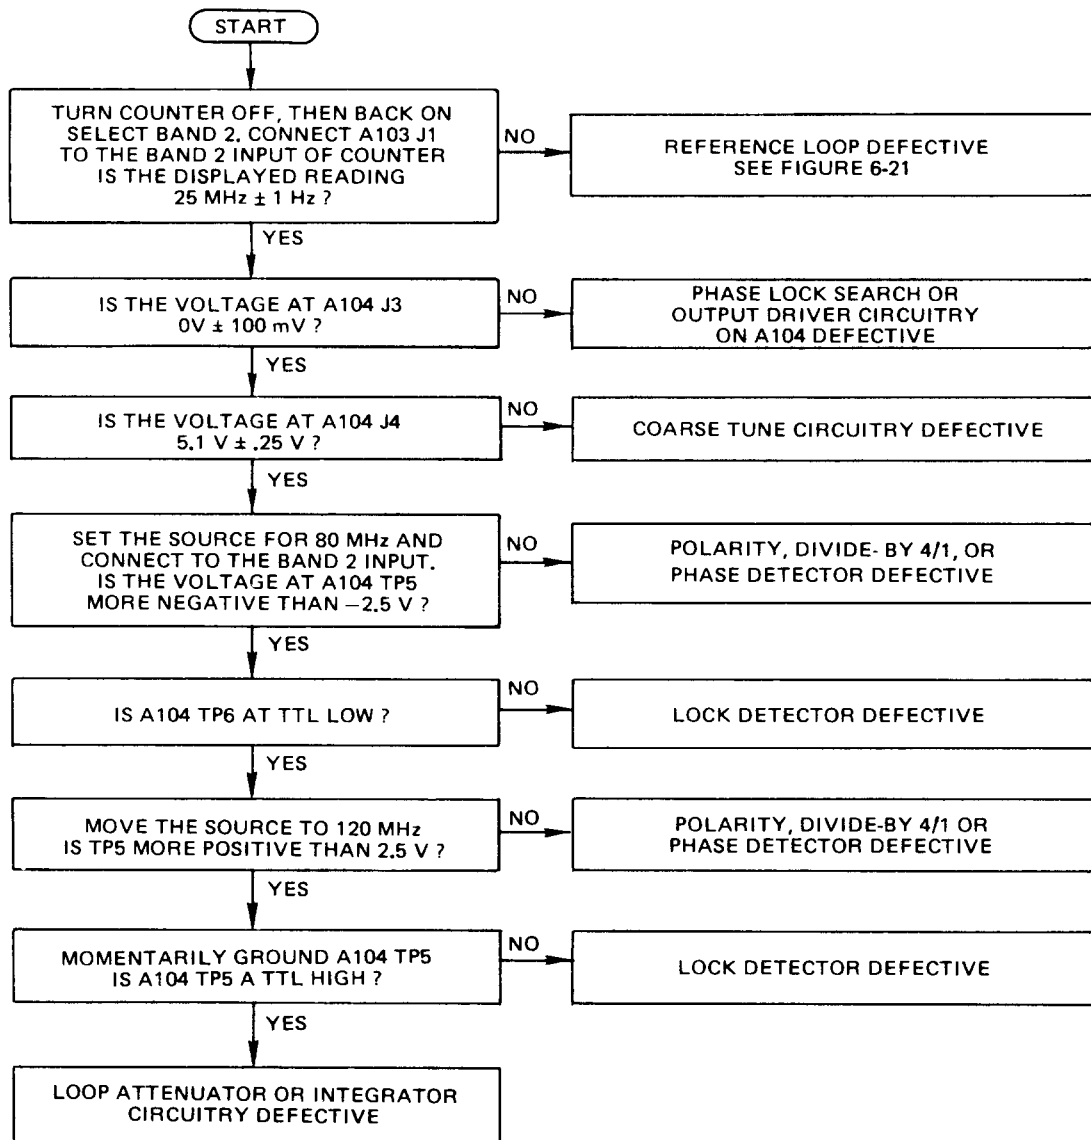 START
TURN COUNTER OFF, THEN BACK ON
SELECT BAND 2. CONNECT A103 J1
TO THE BAND 2 INPUT OF COUNTER
IS THE DISPLAYED READING
25 MHz ± 1 Hz ?
NO
REFERENCE LOOP DEFECTIVE
SEE FIGURE 6-21
YES
IS THE VOLTAGE AT A104 J3
0V ± 100 mV ?
NO
PHASE LOCK SEARCH OR
OUTPUT DRIVER CIRCUITRY
ON A104 DEFECTIVE
YES
IS THE VOLTAGE AT A104 J4
5.1 V ± .25 V ?
NO
COARSE TUNE CIRCUITRY DEFECTIVE
YES
SET THE SOURCE FOR 80 MHz AND
CONNECT TO THE BAND 2 INPUT.
IS THE VOLTAGE AT A104 TP5
MORE NEGATIVE THAN −2.5 V ?
NO
POLARITY, DIVIDE- BY 4/1, OR
PHASE DETECTOR DEFECTIVE
YES
IS A104 TP6 AT TTL LOW ?
NO
LOCK DETECTOR DEFECTIVE
YES
MOVE THE SOURCE TO 120 MHz
IS TP5 MORE POSITIVE THAN 2.5 V ?
NO
POLARITY, DIVIDE-BY 4/1 OR
PHASE DETECTOR DEFECTIVE
YES
MOMENTARILY GROUND A104 TP5
IS A104 TP5 A TTL HIGH ?
NO
LOCK DETECTOR DEFECTIVE
YES
LOOP ATTENUATOR OR INTEGRATOR
CIRCUITRY DEFECTIVE